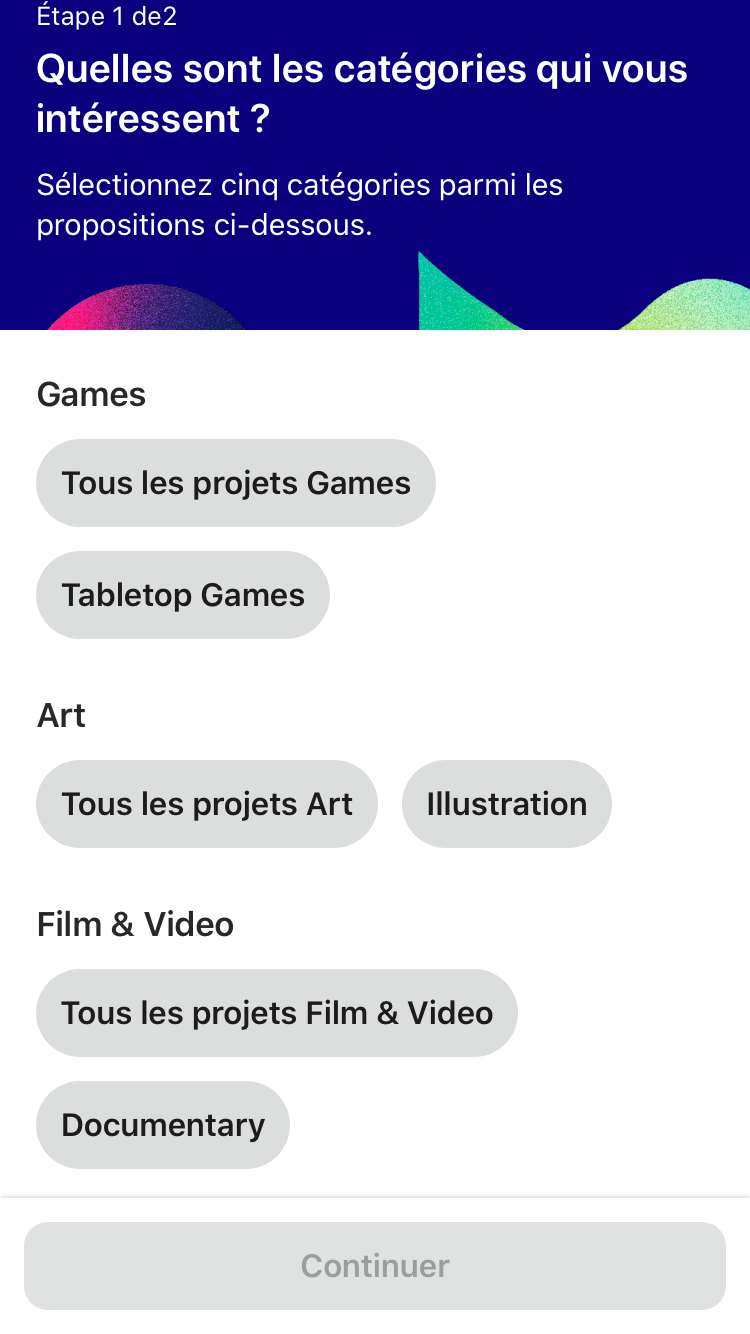 Étape 1 de2
Quelles sont les catégories qui vous
intéressent ?
Sélectionnez cinq catégories parmi les
propositions ci-dessous.
Games
Tous les projets Games
Tabletop Games
Art
Tous les projets Art
Illustration
Film & Video
Tous les projets Film & Video
Documentary
Continuer